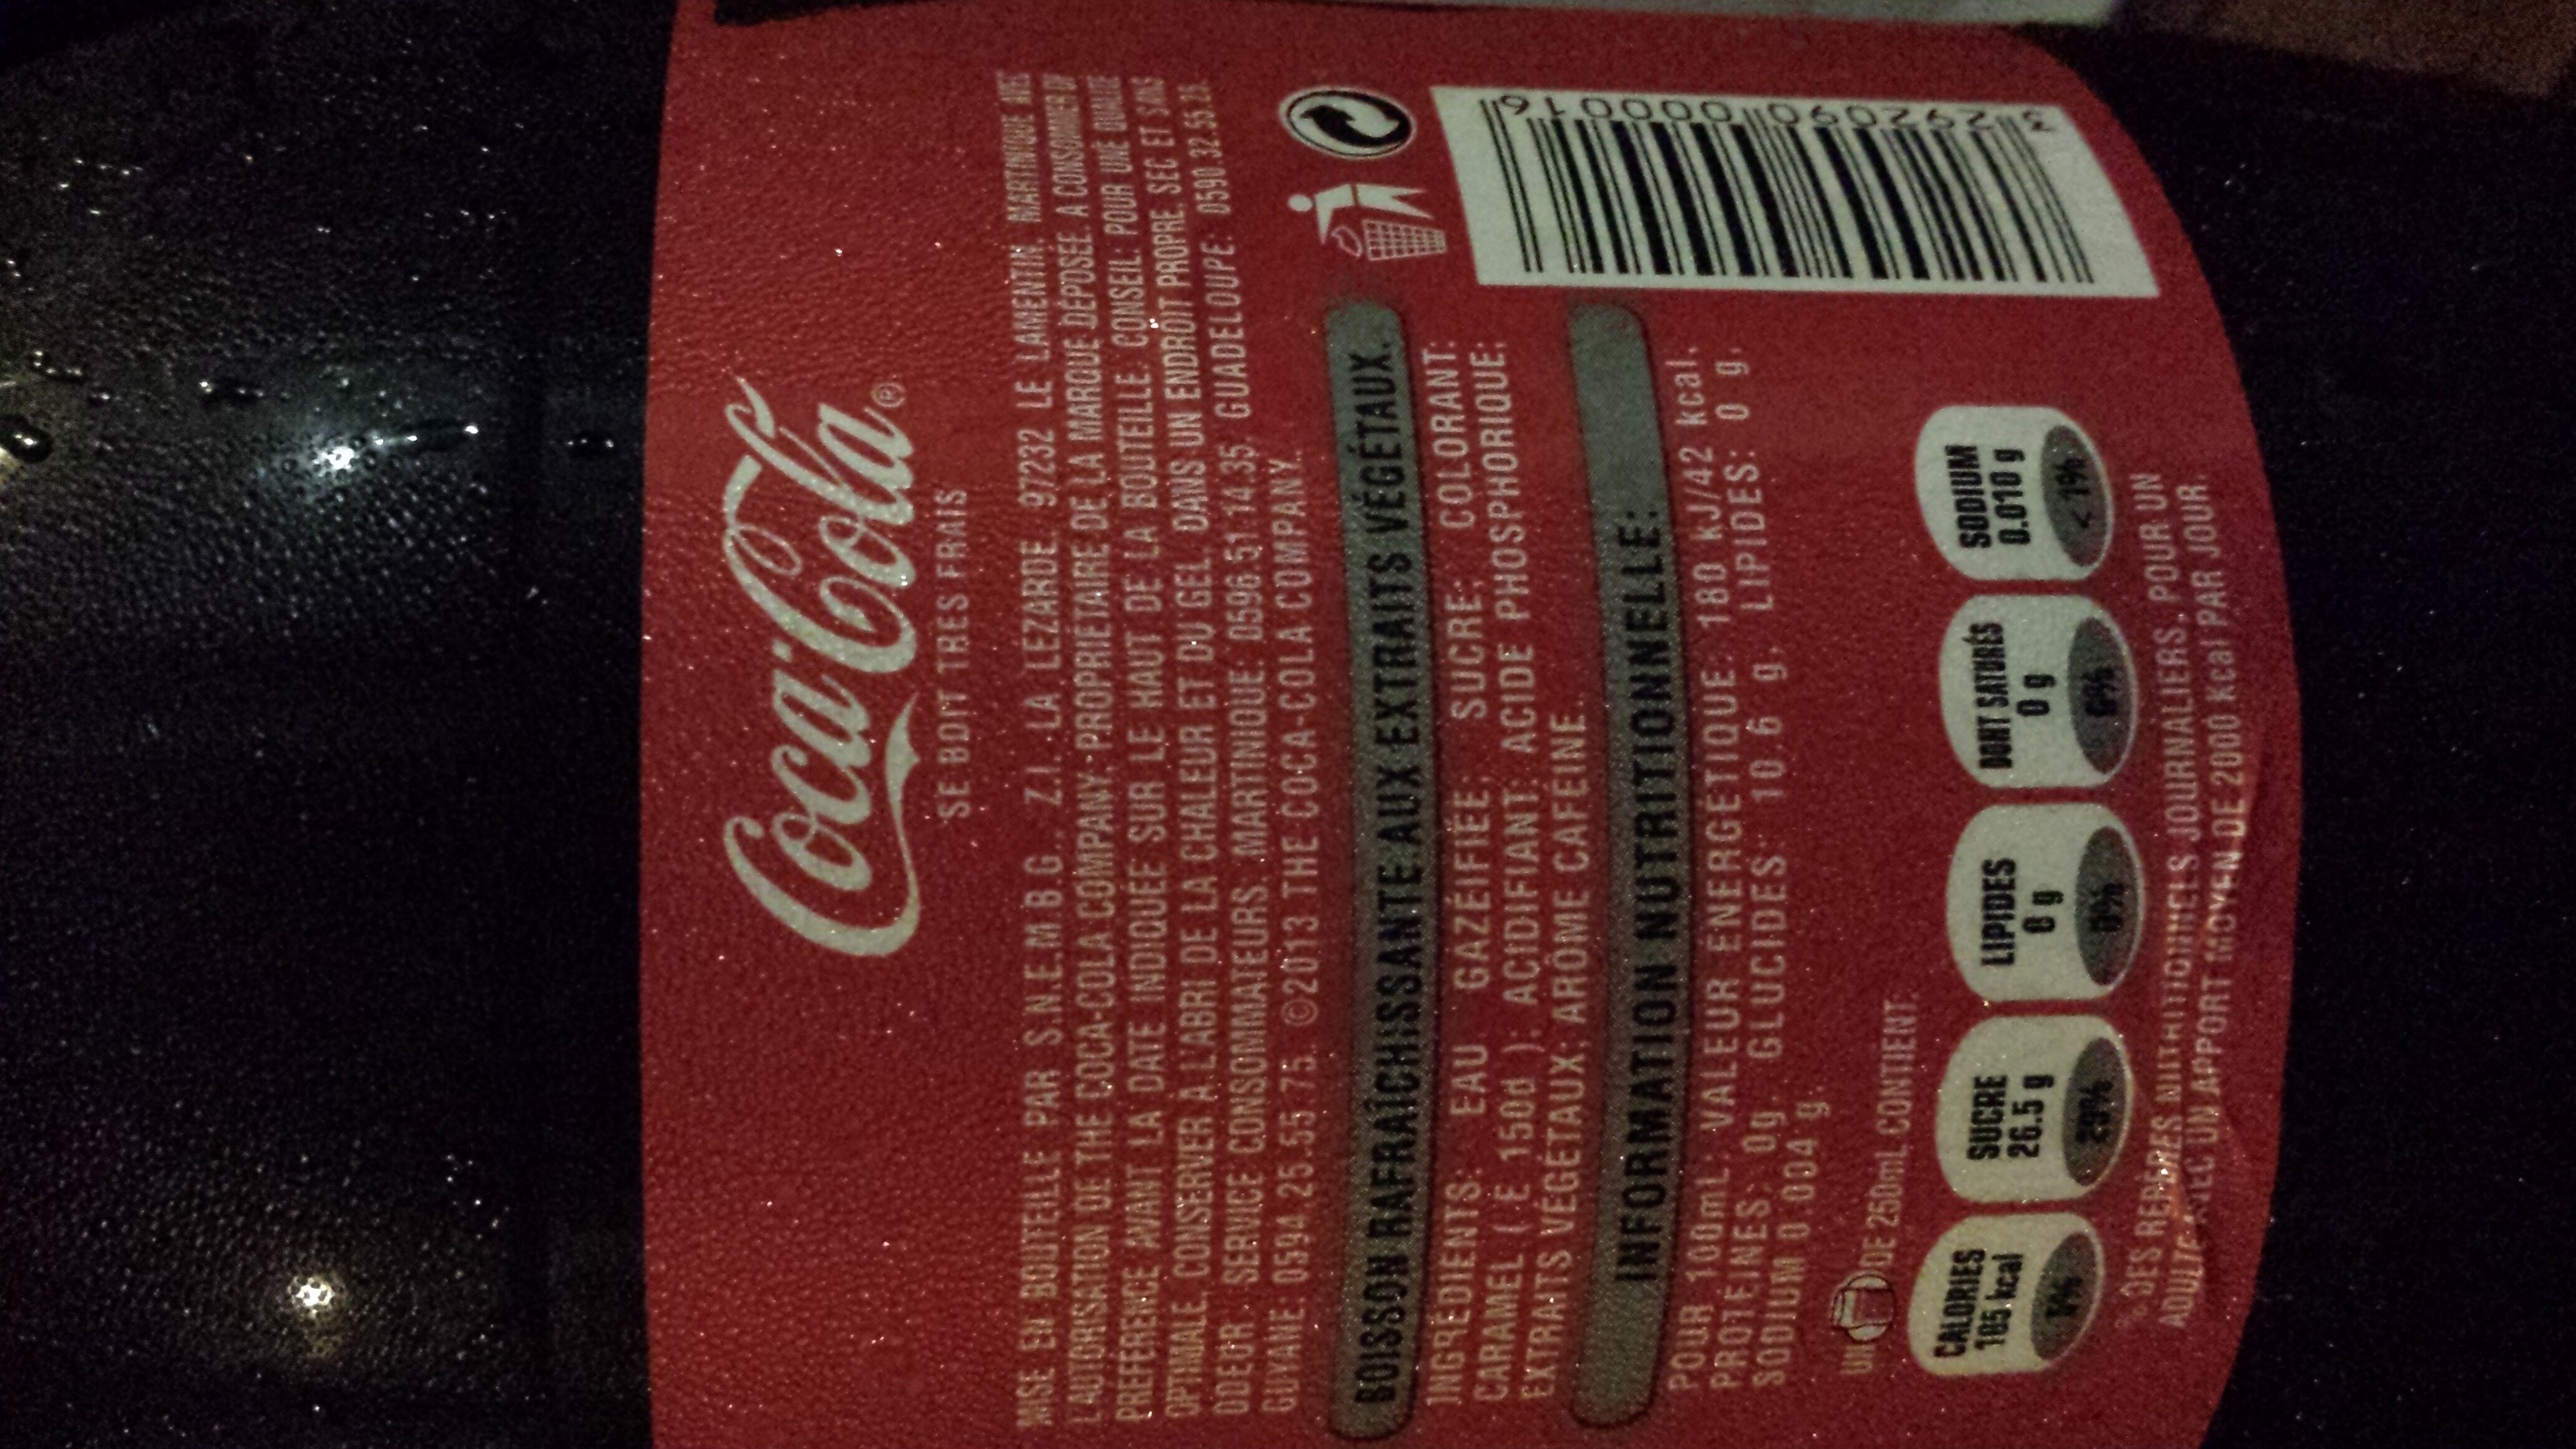 Coca-Cola®
SE BOIT TRES FRAIS
MISE EN BOUTEILLE PAR S.N.E.M.B.G., Z.I. LA LEZARDE, 97232 LE LAMENTIN, MARTINIQUE AVEC
L'AUTORISATION DE THE COCA-COLA COMPANY, PROPRIETAIRE DE LA MARQUE DÉPOSÉE. A CONSOMMER DE
PREFERENCE AVANT LA DATE INDIQUEE SUR LE HAUT DE LA BOUTEILLE. CONSEIL: POUR UNE QUALITE
OPTIMALE, CONSERVER À L'ABRI DE LA CHALEUR ET DU GEL, DANS UN ENDROIT PROPRE, SEC ET SANS
ODEUR. SERVICE CONSOMMATEURS. MARTINIQUE: 0596.51.14.35. GUADELOUPE: 0590.32.55.
GUYANE: 0594.25.55.75. ©2013 THE COCA-COLA COMPANY.
BOISSON RAFRAÎCHISSANTE AUX EXTRAITS VÉGÉTAUX.
INGREDIENTS: EAU GAZÉIFIÉE; SUCRE; COLORANT:
CARAMEL ( E 150d ); ACIDIFIANT: ACIDE PHOSPHORIQUE;
EXTRAITS VÉGÉTAUX; ARÔME CAFEINE.
INFORMATION NUTRITIONNELLE:
POUR 100mL: VALEUR ENERGETIQUE: 180 kJ/42 kcal,
PROTEINES: 0g, GLUCIDES: 10.6 g, LIPIDES: 0 g,
SODIUM 0.004 g.
UN DE 250mL CONTIENT:
CALORIES
105 kcal
5%
SUCRE
26.5 g
29%
LIPIDES
0 g
0%
DONT SATURÉS
0 g
0%
SODIUM
0.010 g
<1%
% DES REPÈRES NUTRITIONNELS JOURNALIERS, POUR UN
ADULTE AVEC UN APPORT MOYEN DE 2000 Kcal PAR JOUR.
3 292090 000016